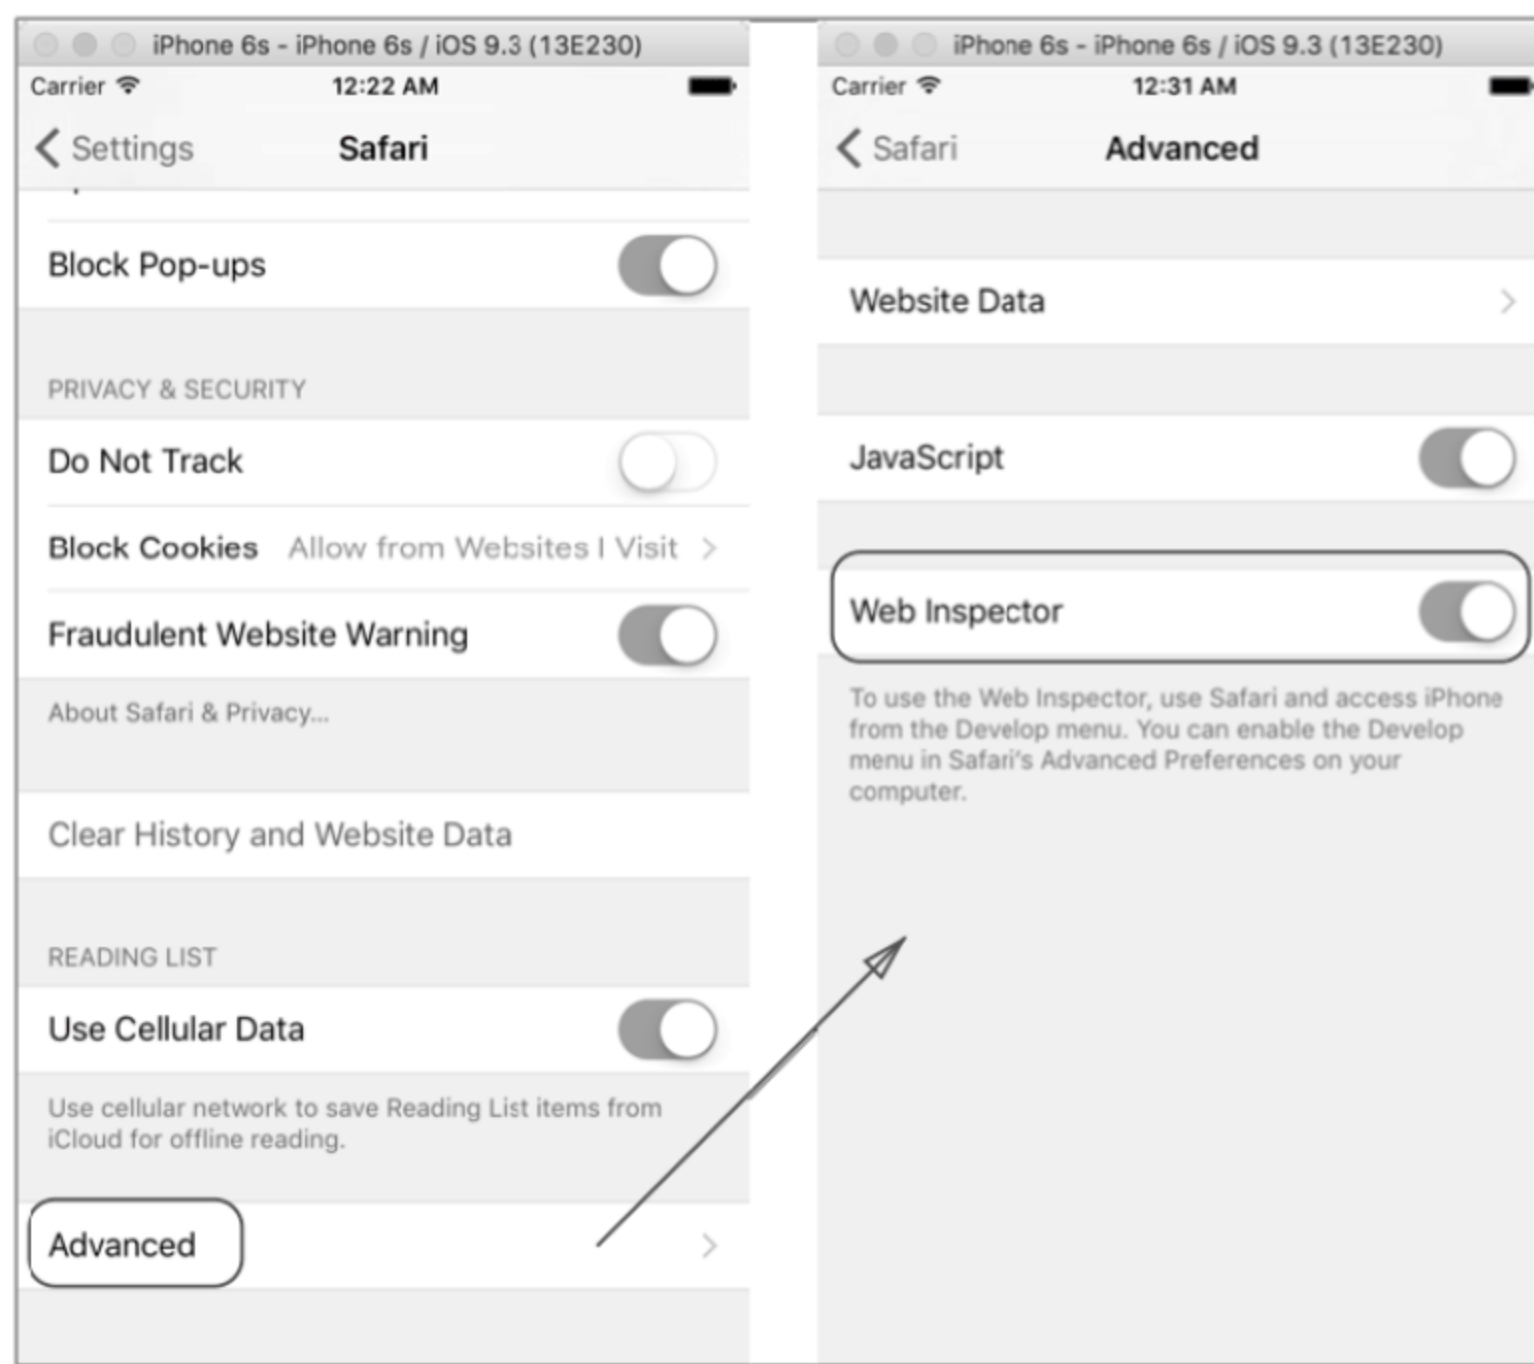 iPhone 6s - iPhone 6s / iOS 9.3 (13E230)
Carrier 12:22 AM
Settings Safari
Block Pop-ups
PRIVACY & SECURITY
Do Not Track
Block Cookies Allow from Websites I Visit
Fraudulent Website Warning
About Safari & Privacy...
Clear History and Website Data
READING LIST
Use Cellular Data
Use cellular network to save Reading List items from
iCloud for offline reading.
Advanced
iPhone 6s - iPhone 6s / iOS 9.3 (13E230)
Carrier 12:31 AM
Safari Advanced
Website Data
JavaScript
Web Inspector
To use the Web Inspector, use Safari and access iPhone
from the Develop menu. You can enable the Develop
menu in Safari's Advanced Preferences on your
computer.